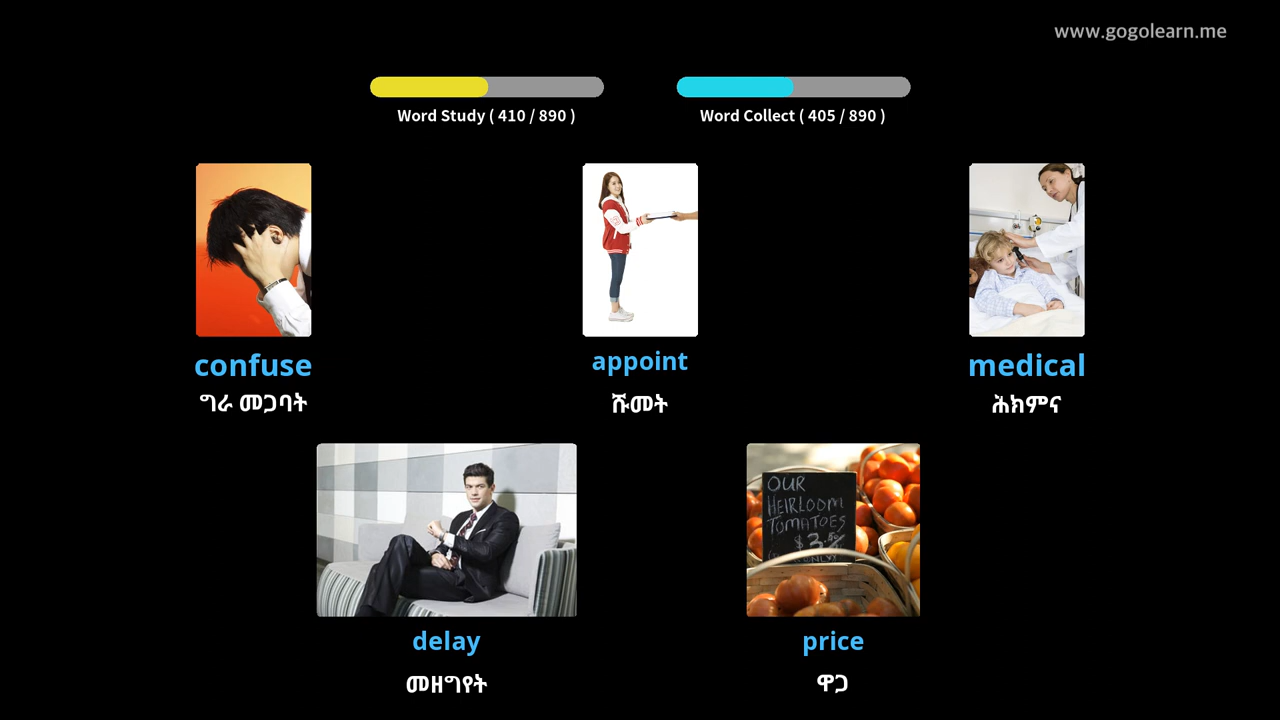 www.gogolearn.me
Word Study ( 410 / 890 )
Word Collect ( 405 / 890 )
confuse
ግራ መጋባት
appoint
ሹመት
medical
ሕክምና
OUR
HEIRLOOM
TOMATOES
delay
መዘግየት
price
ዋጋ